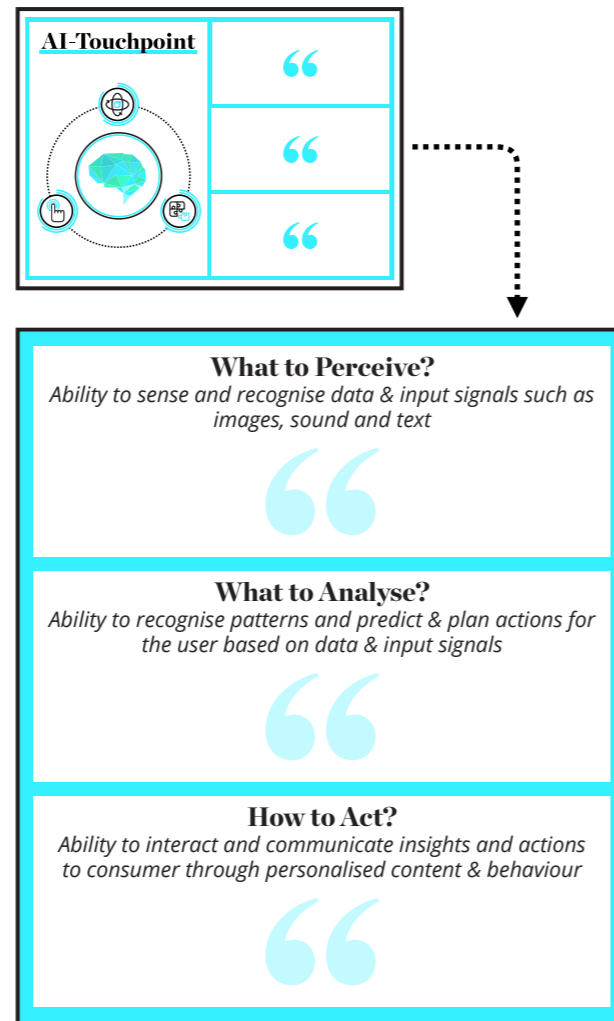 AI-Touchpoint
“
“
“
What to Perceive?
Ability to sense and recognise data & input signals such as
images, sound and text
“
What to Analyse?
Ability to recognise patterns and predict & plan actions for
the user based on data & input signals
“
How to Act?
Ability to interact and communicate insights and actions
to consumer through personalised content & behaviour
“